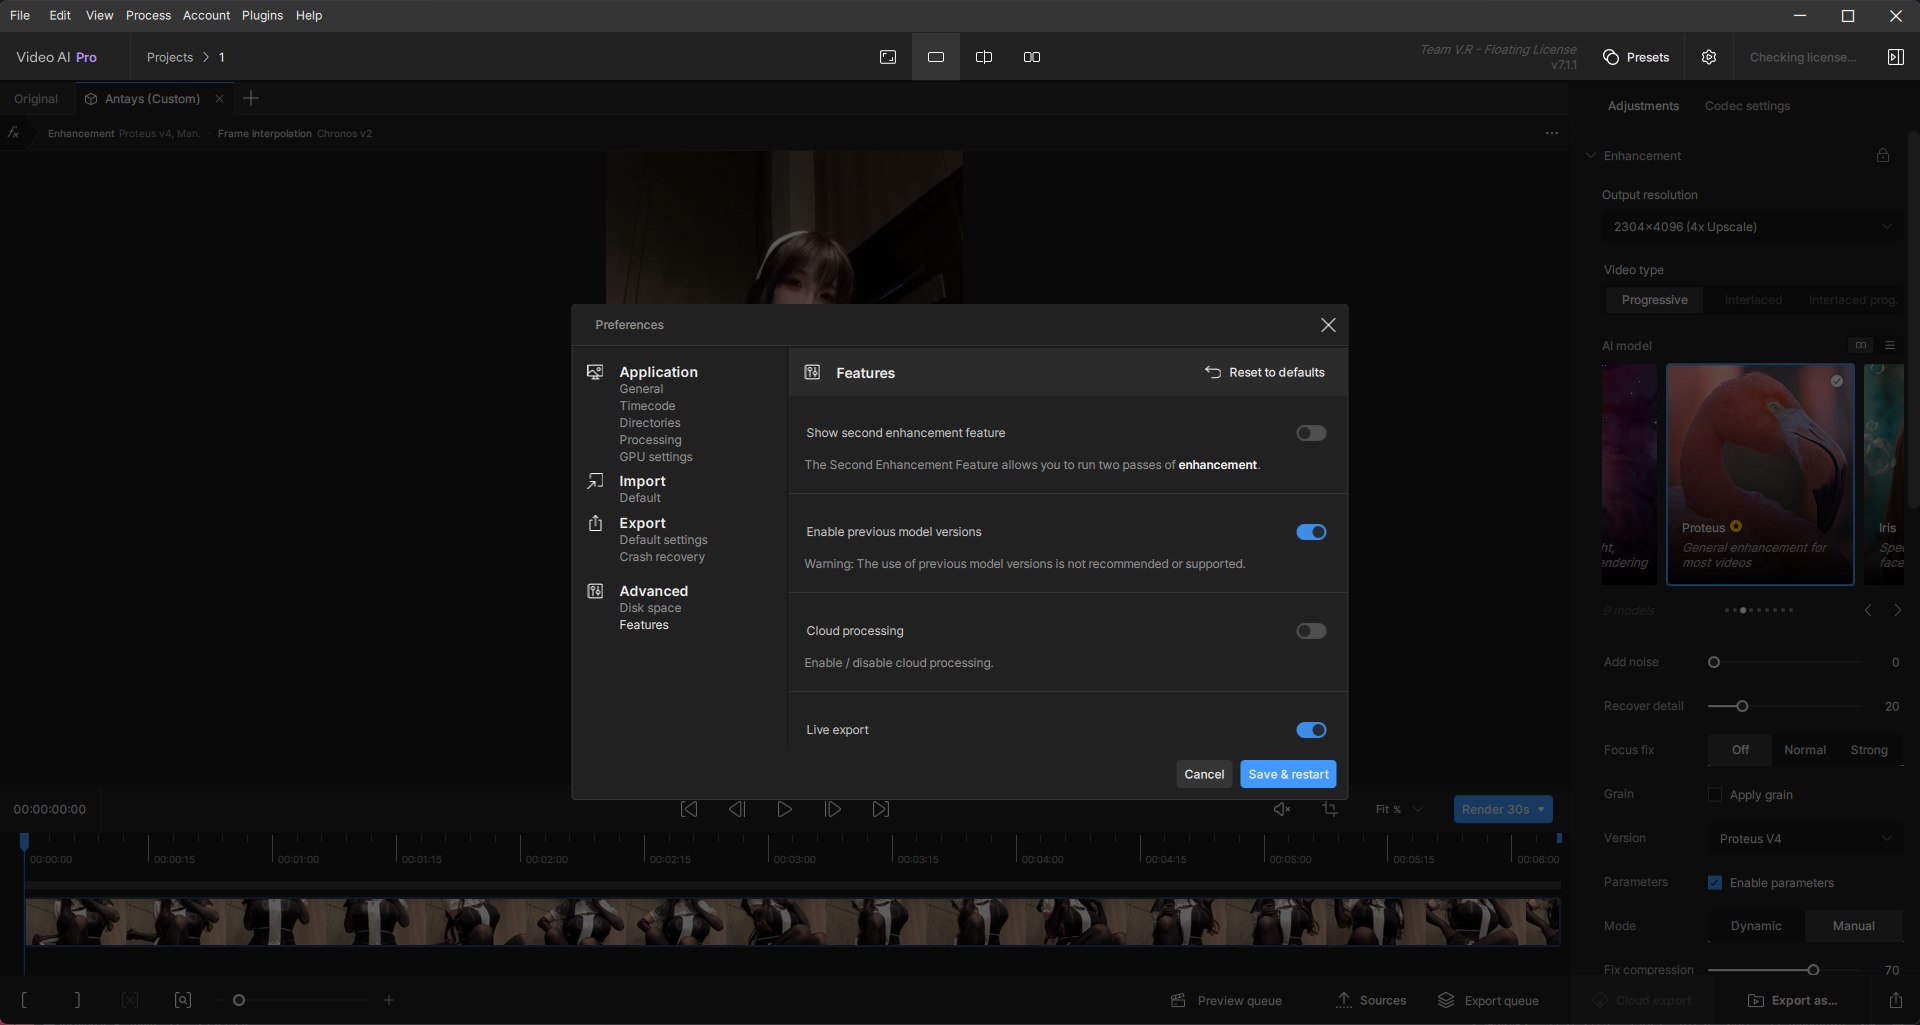 File Edit View Process Account Plugins Help
Video AI Pro
Projects > 1
Team V.R - Floating License
v7.1.1
Presets
Checking license...
Original
Antays (Custom)
Adjustments Codec settings
Enhancement Proteus v4, Man. · Frame interpolation Chronos v2
Enhancement
Output resolution
2304×4096 (4x Upscale)
Video type
Progressive Interlaced Interlaced prog.
AI model
Proteus
General enhancement for
most videos
ht,
endering
Iris
Spec
face
9 models
Add noise 0
Recover detail 20
Focus fix Off Normal Strong
Grain Apply grain
Version Proteus V4
Parameters Enable parameters
Mode Dynamic Manual
Fix compression 70
Preferences
Application
General
Timecode
Directories
Processing
GPU settings
Import
Default
Export
Default settings
Crash recovery
Advanced
Disk space
Features
Features
Reset to defaults
Show second enhancement feature
The Second Enhancement Feature allows you to run two passes of enhancement.
Enable previous model versions
Warning: The use of previous model versions is not recommended or supported.
Cloud processing
Enable / disable cloud processing.
Live export
Cancel Save & restart
00:00:00:00
Fit %
Render 30s
00:00:00 00:00:15 00:01:00 00:01:15 00:02:00 00:02:15 00:03:00 00:03:15 00:04:00 00:04:15 00:05:00 00:05:15 00:06:00
Preview queue Sources Export queue Cloud export Export as...